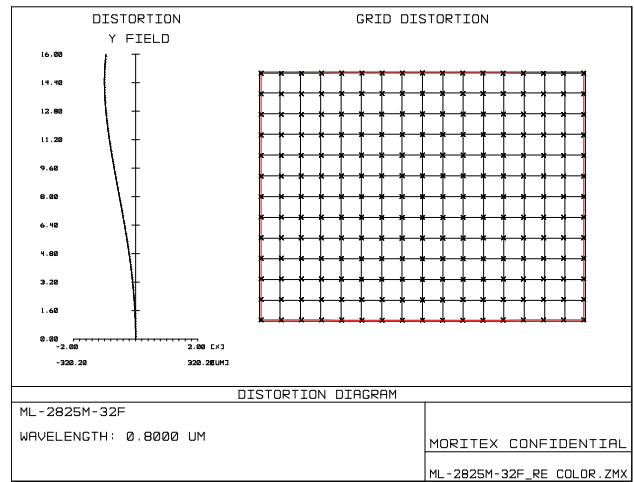 DISTORTION
GRID DISTORTION
Y FIELD
16.00
14.40
12.80
11.20
9.60
8.00
6.40
4.80
3.20
1.60
0.00
-2.00 2.00 [%]
-320.20 320.20[UM]
DISTORTION DIAGRAM
ML-2825M-32F
WAVELENGTH: 0.8000 UM
MORITEX CONFIDENTIAL
ML-2825M-32F_RE COLOR.ZMX